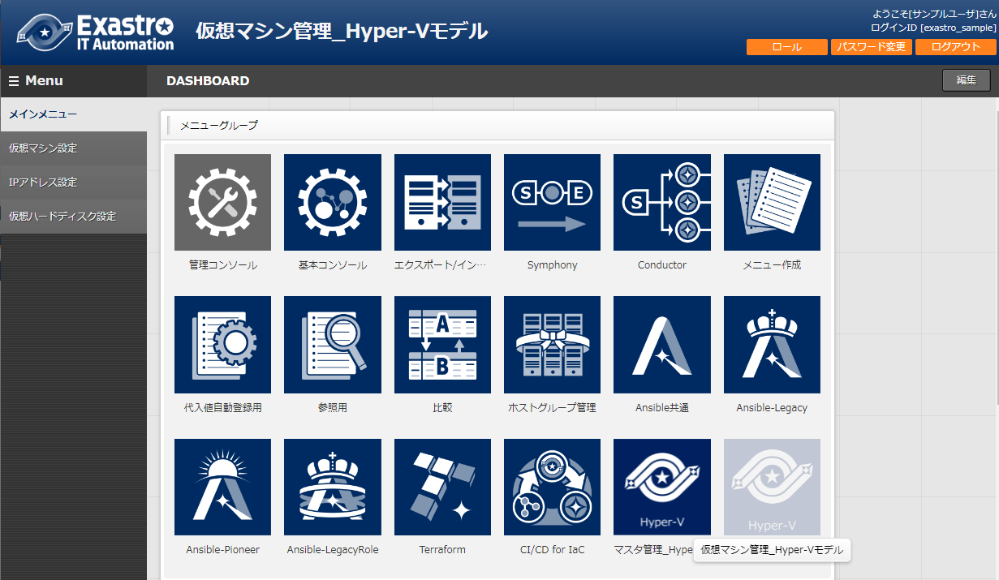 Exastro
IT Automation
仮想マシン管理_Hyper-Vモデル
ようこそ[サンプルユーザ]さん
ログインID [exastro_sample]
ロール
パスワード変更
ログアウト
Menu
DASHBOARD
編集
メインメニュー
仮想マシン設定
IPアドレス設定
仮想ハードディスク設定
メニューグループ
S
E
S
管理コンソール
基本コンソール
エクスポート/イン…
Symphony
Conductor
メニュー作成
A
B
代入値自動登録用
参照用
比較
ホストグループ管理
Ansible共通
Ansible-Legacy
Hyper-V
Hyper-V
Ansible-Pioneer
Ansible-LegacyRole
Terraform
CI/CD for IaC
マスタ管理_Hype
仮想マシン管理_Hyper-Vモデル